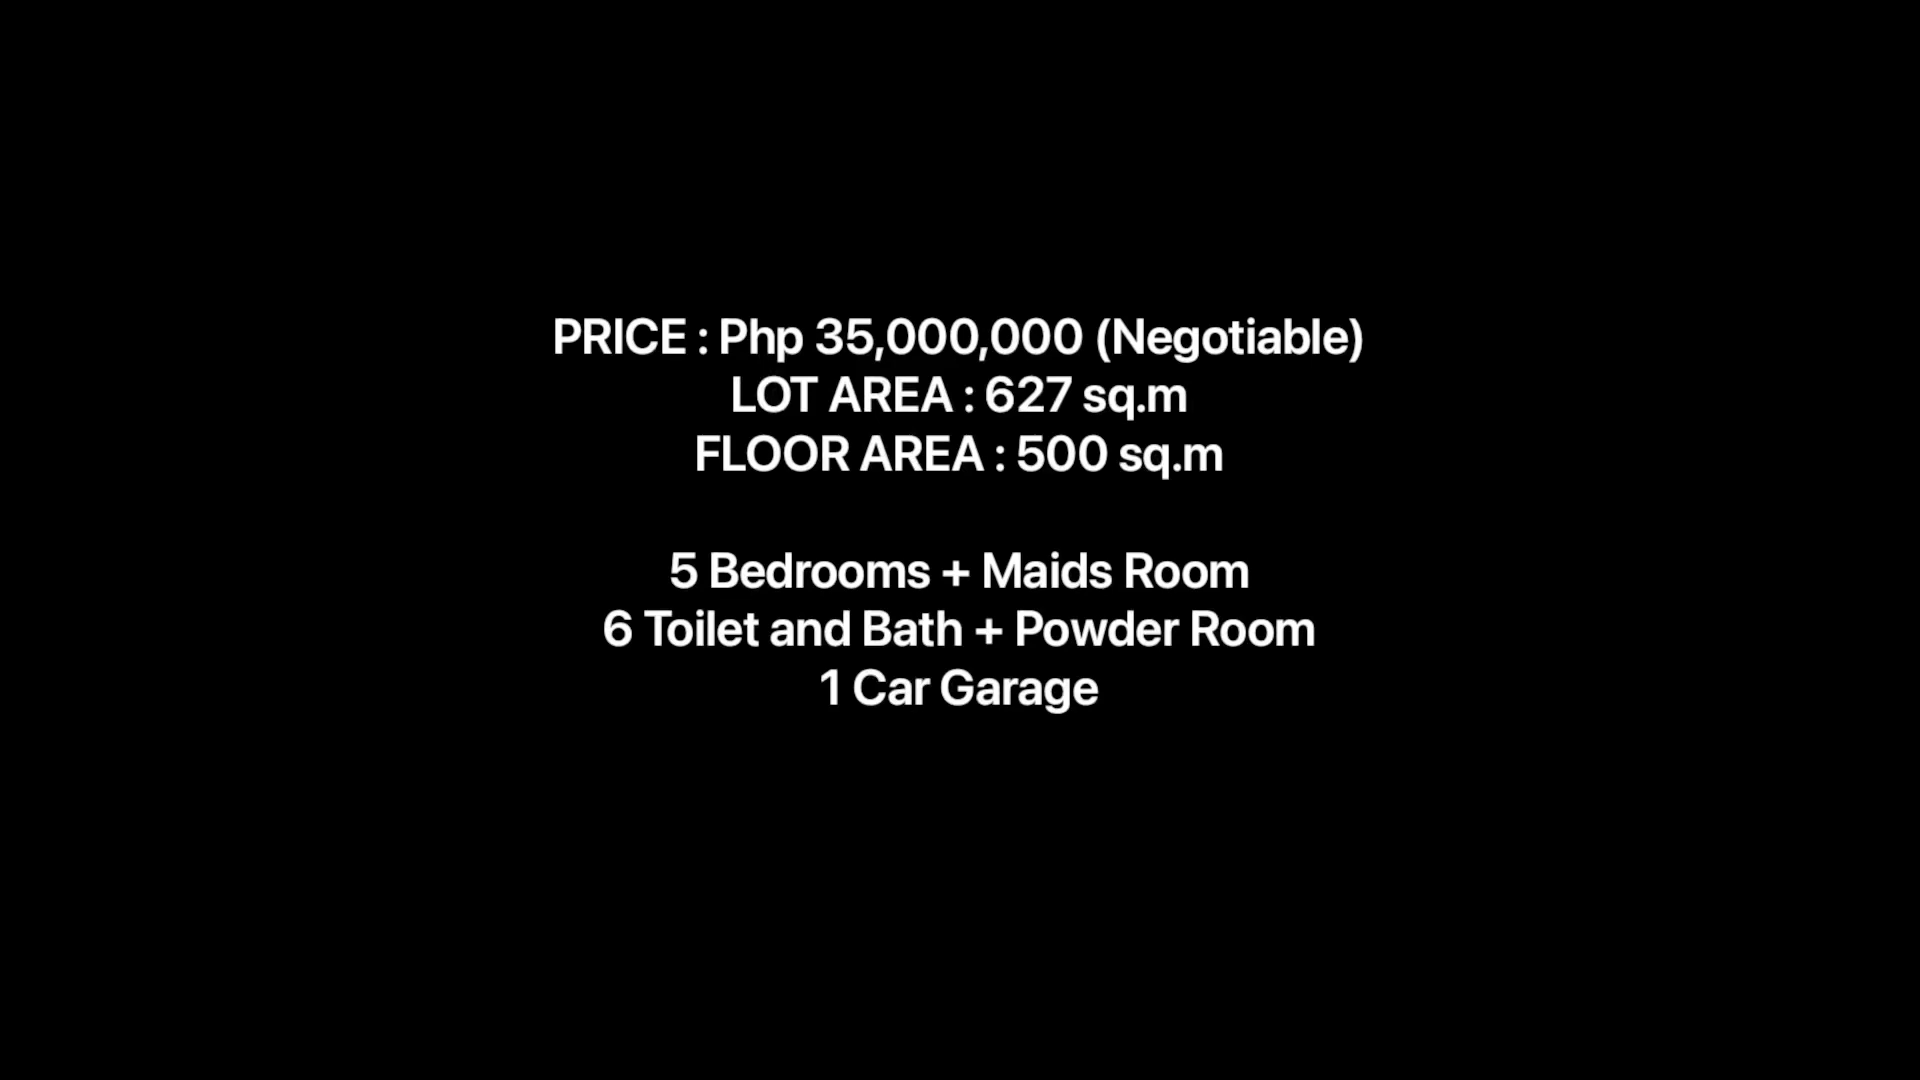 PRICE : Php 35,000,000 (Negotiable)
LOT AREA : 627 sq.m
FLOOR AREA : 500 sq.m
5 Bedrooms + Maids Room
6 Toilet and Bath + Powder Room
1 Car Garage